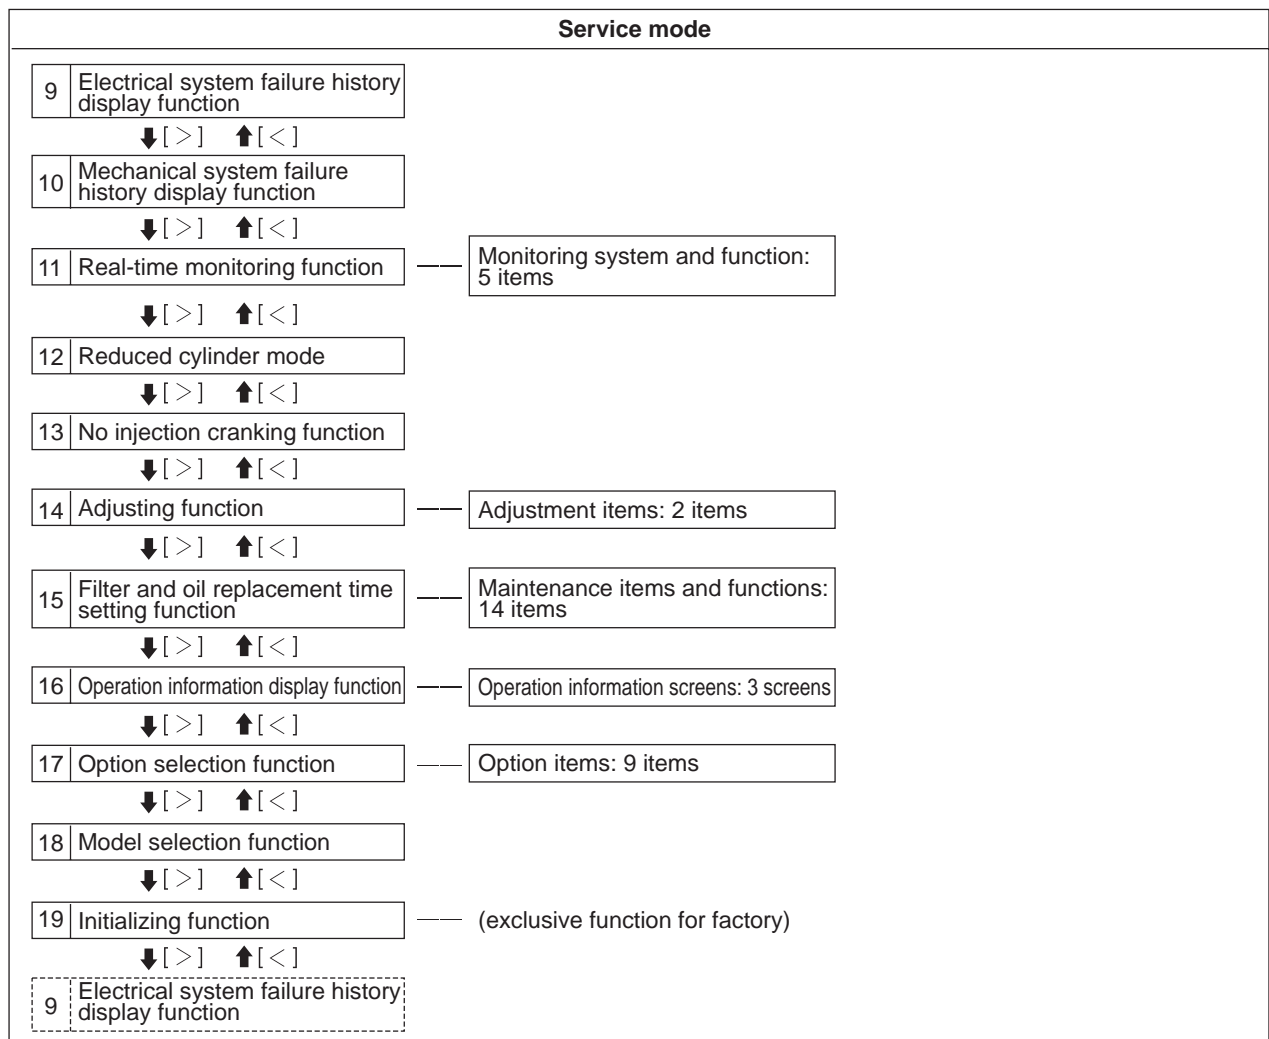 Service mode
9 Electrical system failure history
display function
[>] [<]
10 Mechanical system failure
history display function
[>] [<]
11 Real-time monitoring function
Monitoring system and function:
5 items
[>] [<]
12 Reduced cylinder mode
[>] [<]
13 No injection cranking function
[>] [<]
14 Adjusting function
Adjustment items: 2 items
[>] [<]
15 Filter and oil replacement time
setting function
Maintenance items and functions:
14 items
[>] [<]
16 Operation information display function
Operation information screens: 3 screens
[>] [<]
17 Option selection function
Option items: 9 items
[>] [<]
18 Model selection function
[>] [<]
19 Initializing function
(exclusive function for factory)
[>] [<]
9 Electrical system failure history
display function